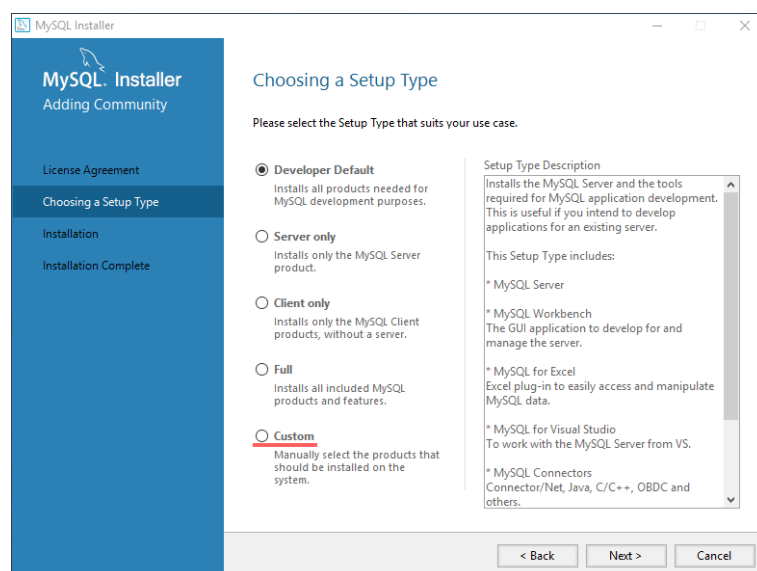 MySQL Installer
MySQL. Installer
Adding Community
License Agreement
Choosing a Setup Type
Installation
Installation Complete
Choosing a Setup Type
Please select the Setup Type that suits your use case.
Developer Default
Installs all products needed for
MySQL development purposes.
Server only
Installs only the MySQL Server
product.
Client only
Installs only the MySQL Client
products, without a server.
Full
Installs all included MySQL
products and features.
Custom
Manually select the products that
should be installed on the
system.
Setup Type Description
Installs the MySQL Server and the tools
required for MySQL application development.
This is useful if you intend to develop
applications for an existing server.
This Setup Type includes:
* MySQL Server
* MySQL Workbench
The GUI application to develop for and
manage the server.
* MySQL for Excel
Excel plug-in to easily access and manipulate
MySQL data.
* MySQL for Visual Studio
To work with the MySQL Server from VS.
* MySQL Connectors
Connector/Net, Java, C/C++, OBDC and
others.
< Back
Next >
Cancel